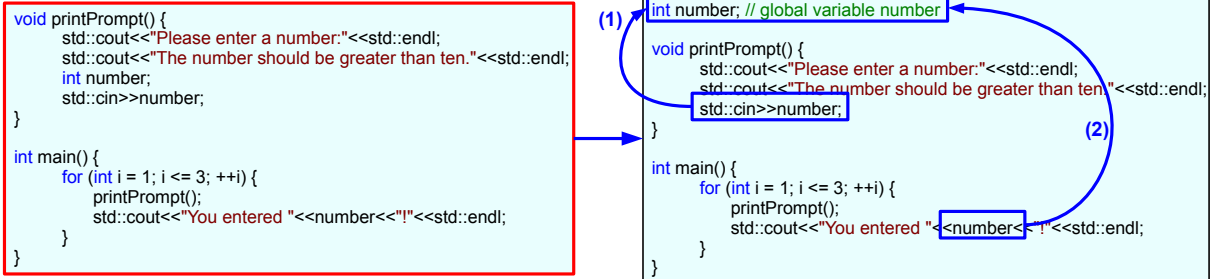 void printPrompt() {
std::cout<<"Please enter a number:"<<std::endl;
std::cout<<"The number should be greater than ten."<<std::endl;
int number;
std::cin>>number;
}
int main() {
for (int i = 1; i <= 3; ++i) {
printPrompt();
std::cout<<"You entered "<<number<<"!"<<std::endl;
}
}
(1)
int number; // global variable number
void printPrompt() {
std::cout<<"Please enter a number:"<<std::endl;
std::cout<<"The number should be greater than ten."<<std::endl;
std::cin>>number;
}
(2)
int main() {
for (int i = 1; i <= 3; ++i) {
printPrompt();
std::cout<<"You entered "<<number<<"!"<<std::endl;
}
}